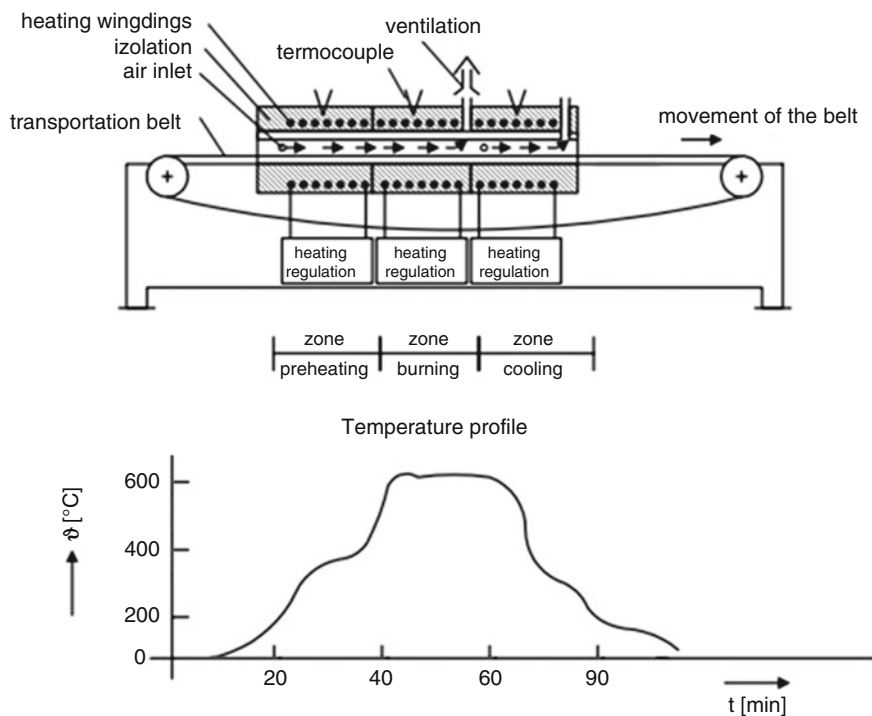 heating wingdings
izolation
air inlet
transportation belt
termocouple
ventilation
movement of the belt
+
+
heating
regulation
heating
regulation
heating
regulation
zone
preheating
zone
burning
zone
cooling
Temperature profile
ϑ [°C]
600
400
200
0
20
40
60
90
t [min]